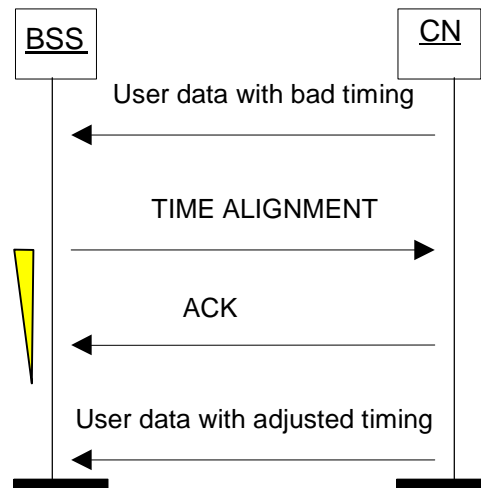 BSS
CN
User data with bad timing
TIME ALIGNMENT
ACK
User data with adjusted timing